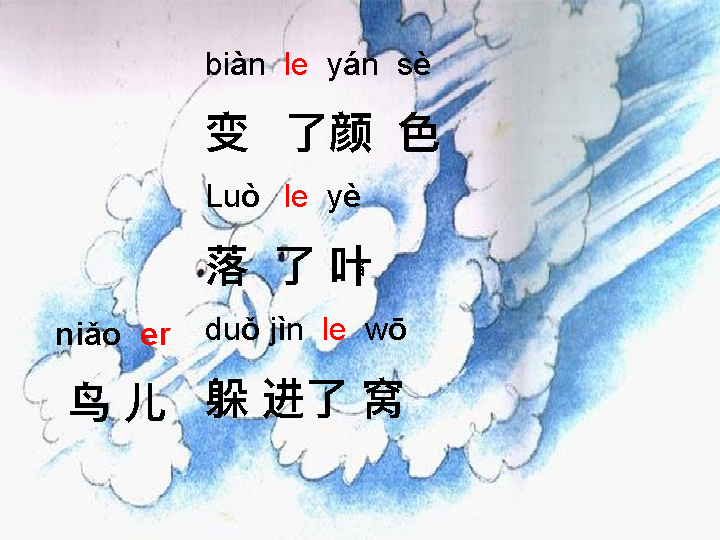 biàn le yán sè
变 了颜 色
Luò le yè
落 了 叶
niǎo er duǒ jìn le wō
鸟 儿 躲 进了 窝